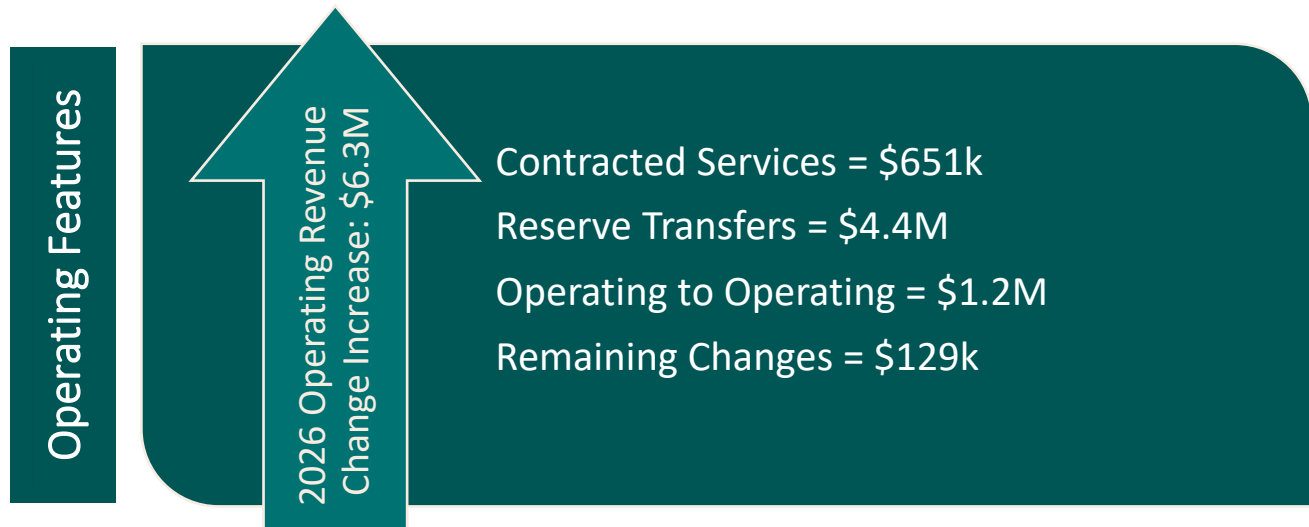 Operating Features
2026 Operating Revenue
Change Increase: $6.3M
Contracted Services = $651k
Reserve Transfers = $4.4M
Operating to Operating = $1.2M
Remaining Changes = $129k